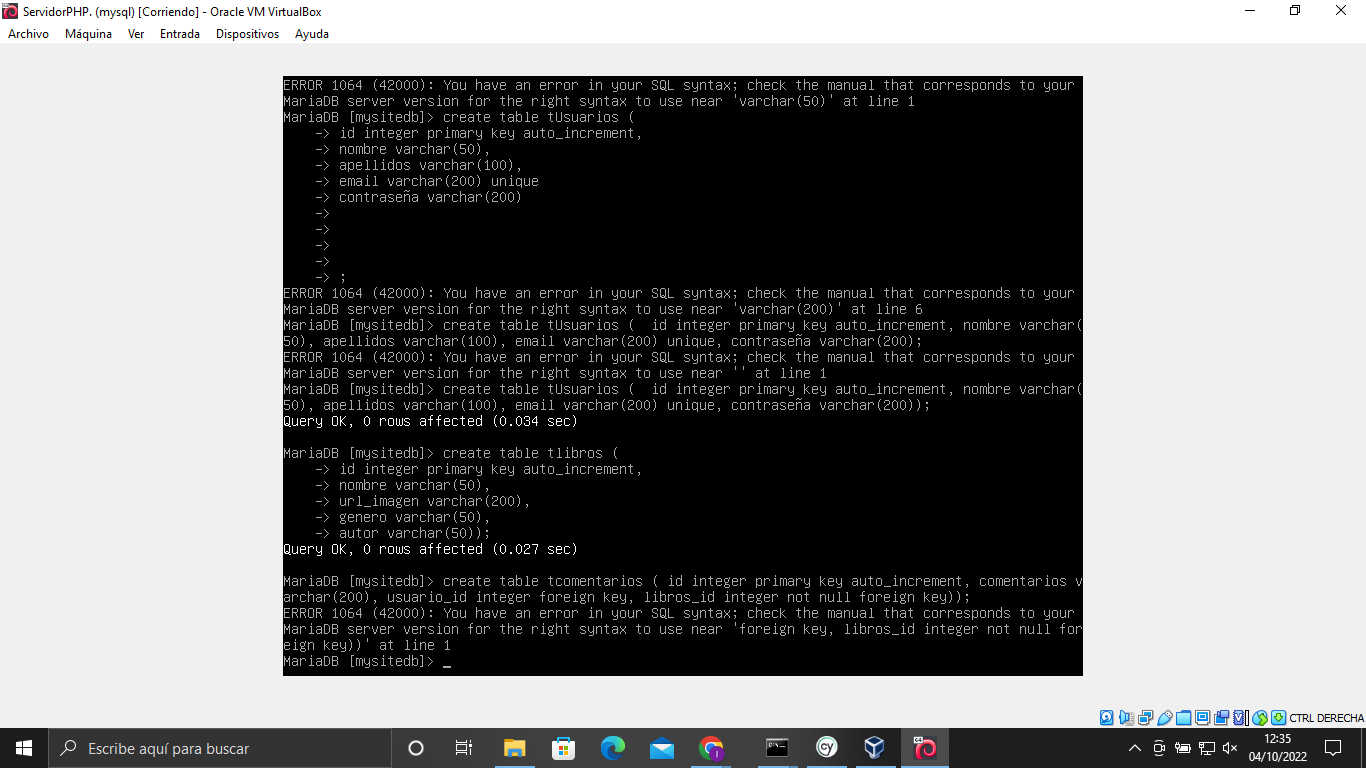 ServidorPHP. (mysql) [Corriendo] - Oracle VM VirtualBox
Archivo Máquina Ver Entrada Dispositivos Ayuda
ERROR 1064 (42000): You have an error in your SQL syntax; check the manual that corresponds to your
MariaDB server version for the right syntax to use near 'varchar(50)' at line 1
MariaDB [mysitedb]> create table tUsuarios (
-> id integer primary key auto_increment,
-> nombre varchar(50),
-> apellidos varchar(100),
-> email varchar(200) unique
-> contraseña varchar(200)
->
->
->
->
-> ;
ERROR 1064 (42000): You have an error in your SQL syntax; check the manual that corresponds to your
MariaDB server version for the right syntax to use near 'varchar(200)' at line 6
MariaDB [mysitedb]> create table tUsuarios (  id integer primary key auto_increment, nombre varchar(
50), apellidos varchar(100), email varchar(200) unique, contraseña varchar(200);
ERROR 1064 (42000): You have an error in your SQL syntax; check the manual that corresponds to your
MariaDB server version for the right syntax to use near '' at line 1
MariaDB [mysitedb]> create table tUsuarios (  id integer primary key auto_increment, nombre varchar(
50), apellidos varchar(100), email varchar(200) unique, contraseña varchar(200));
Query OK, 0 rows affected (0.034 sec)
MariaDB [mysitedb]> create table tlibros (
-> id integer primary key auto_increment,
-> nombre varchar(50),
-> url_imagen varchar(200),
-> genero varchar(50),
-> autor varchar(50));
Query OK, 0 rows affected (0.027 sec)
MariaDB [mysitedb]> create table tcomentarios ( id integer primary key auto_increment, comentarios v
archar(200), usuario_id integer foreign key, libros_id integer not null foreign key));
ERROR 1064 (42000): You have an error in your SQL syntax; check the manual that corresponds to your
MariaDB server version for the right syntax to use near 'foreign key, libros_id integer not null for
eign key))' at line 1
MariaDB [mysitedb]> _
CTRL DERECHA
Escribe aquí para buscar
cy
12:35
04/10/2022